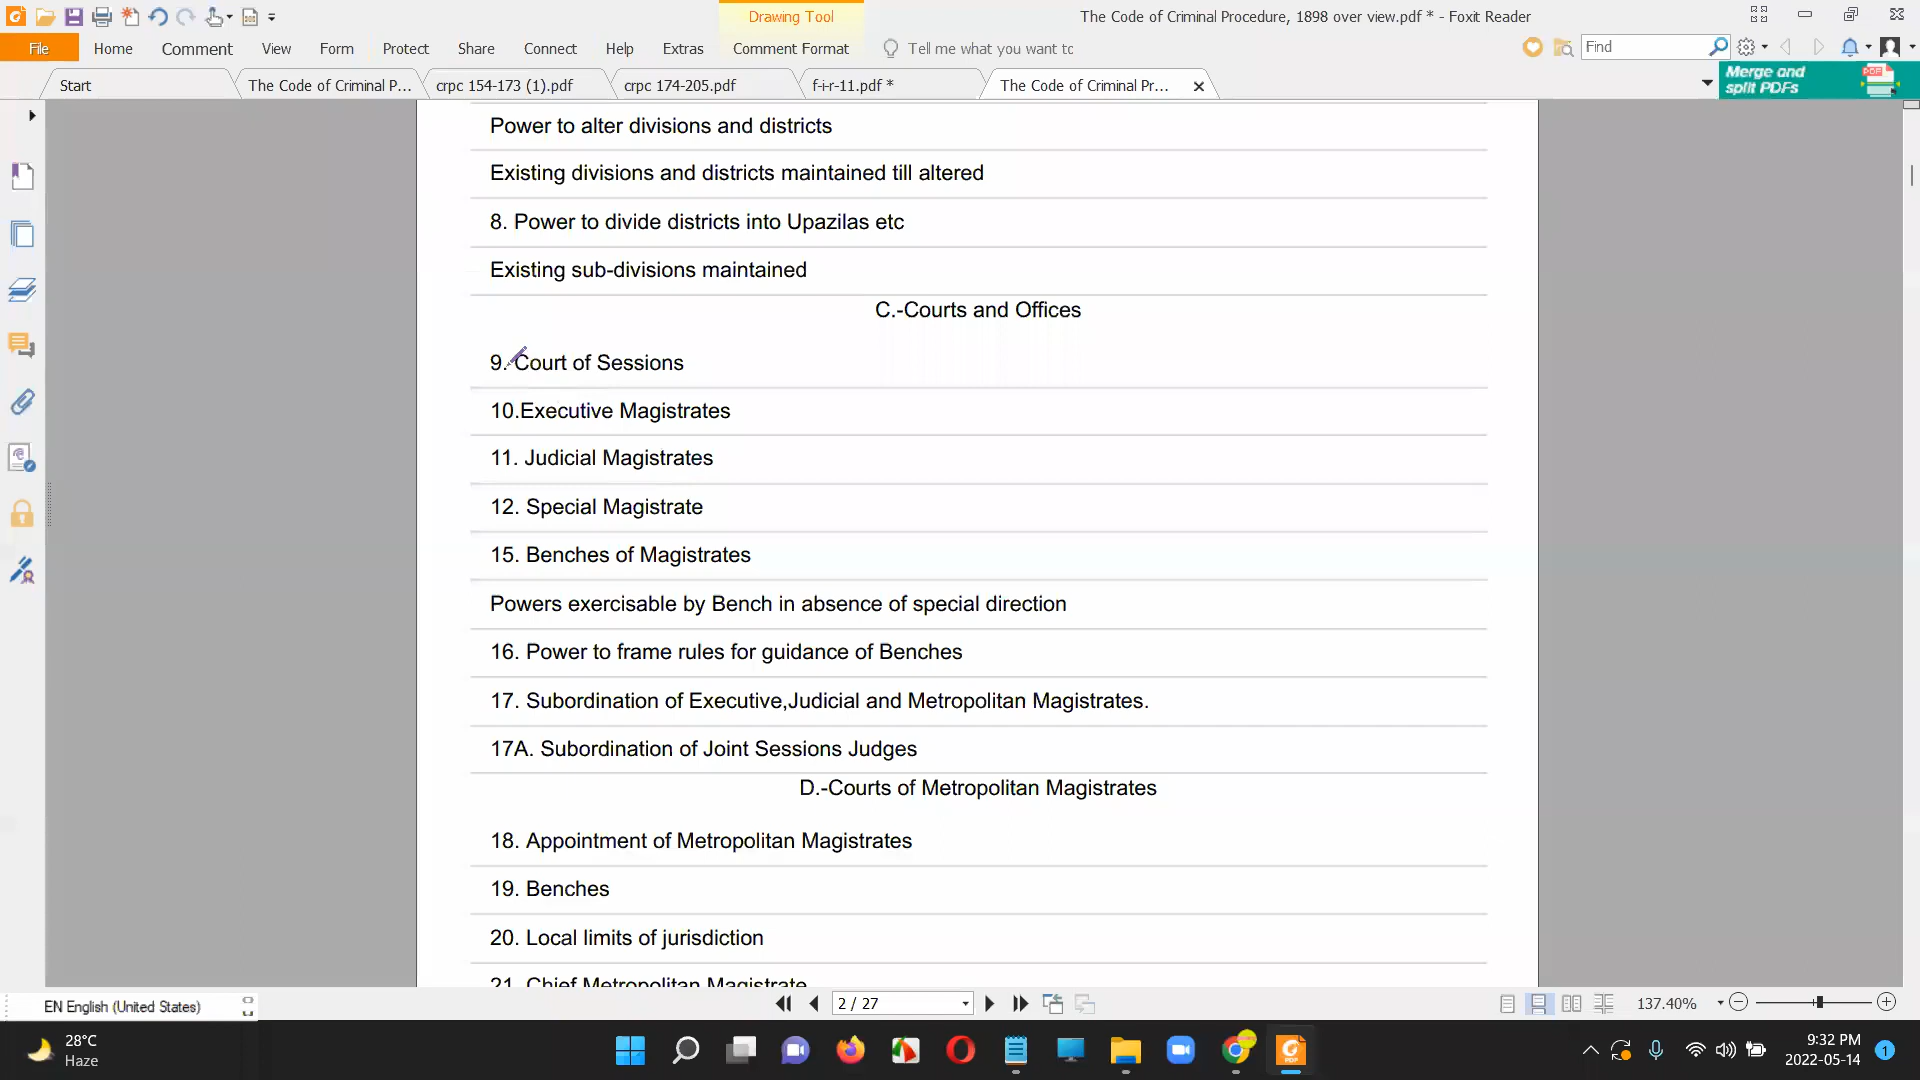 Drawing Tool
The Code of Criminal Procedure, 1898 over view.pdf * - Foxit Reader
File Home Comment View Form Protect Share Connect Help Extras Comment Format Tell me what you want to Find
Start The Code of Criminal P... crpc 154-173 (1).pdf crpc 174-205.pdf f-i-r-11.pdf * The Code of Criminal Pr...
Merge and
split PDFs
Power to alter divisions and districts
Existing divisions and districts maintained till altered
8. Power to divide districts into Upazilas etc
Existing sub-divisions maintained
C.-Courts and Offices
9. Court of Sessions
10.Executive Magistrates
11. Judicial Magistrates
12. Special Magistrate
15. Benches of Magistrates
Powers exercisable by Bench in absence of special direction
16. Power to frame rules for guidance of Benches
17. Subordination of Executive,Judicial and Metropolitan Magistrates.
17A. Subordination of Joint Sessions Judges
D.-Courts of Metropolitan Magistrates
18. Appointment of Metropolitan Magistrates
19. Benches
20. Local limits of jurisdiction
21. Chief Metropolitan Magistrate
EN English (United States)
2 / 27
137.40%
28°C
Haze
9:32 PM
2022-05-14
1